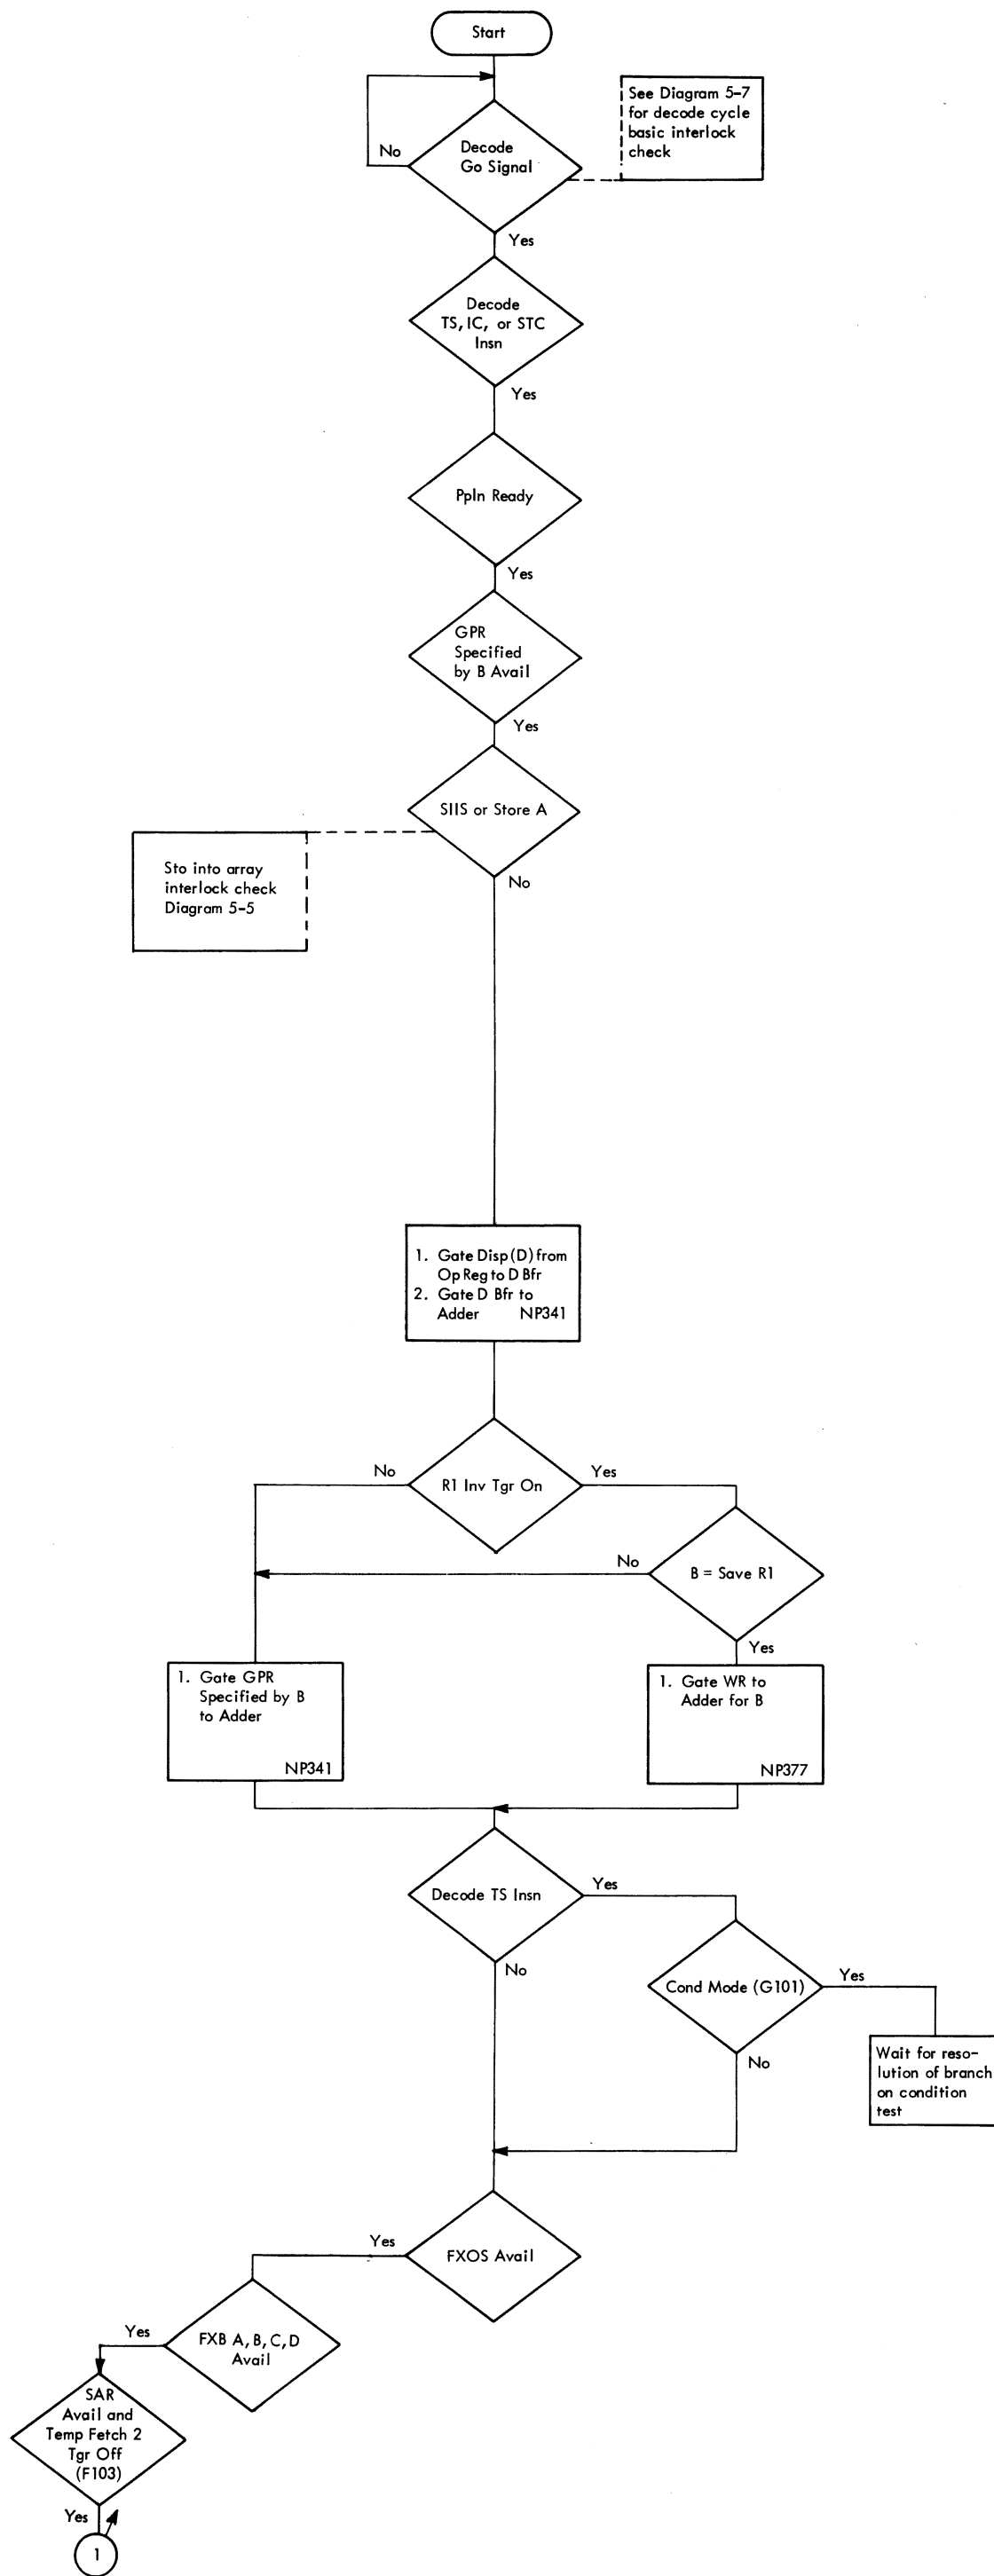 Start
See Diagram 5-7
for decode cycle
basic interlock
check
Decode
Go Signal
No
Yes
Decode
TS, IC, or STC
Insn
Yes
Ppln Ready
Yes
GPR
Specified
by B Avail
Yes
SIIS or Store A
No
Sto into array
interlock check
Diagram 5-5
1. Gate Disp (D) from
Op Reg to D Bfr
2. Gate D Bfr to
Adder NP341
No
R1 Inv Tgr On
Yes
No
B = Save R1
Yes
1. Gate GPR
Specified by B
to Adder
NP341
1. Gate WR to
Adder for B
NP377
Decode TS Insn
Yes
No
Cond Mode (G101)
Yes
No
Wait for reso-
lution of branch
on condition
test
Yes
FXOS Avail
Yes
FXB A, B, C, D
Avail
SAR
Avail and
Temp Fetch 2
Tgr Off
(F103)
Yes
1